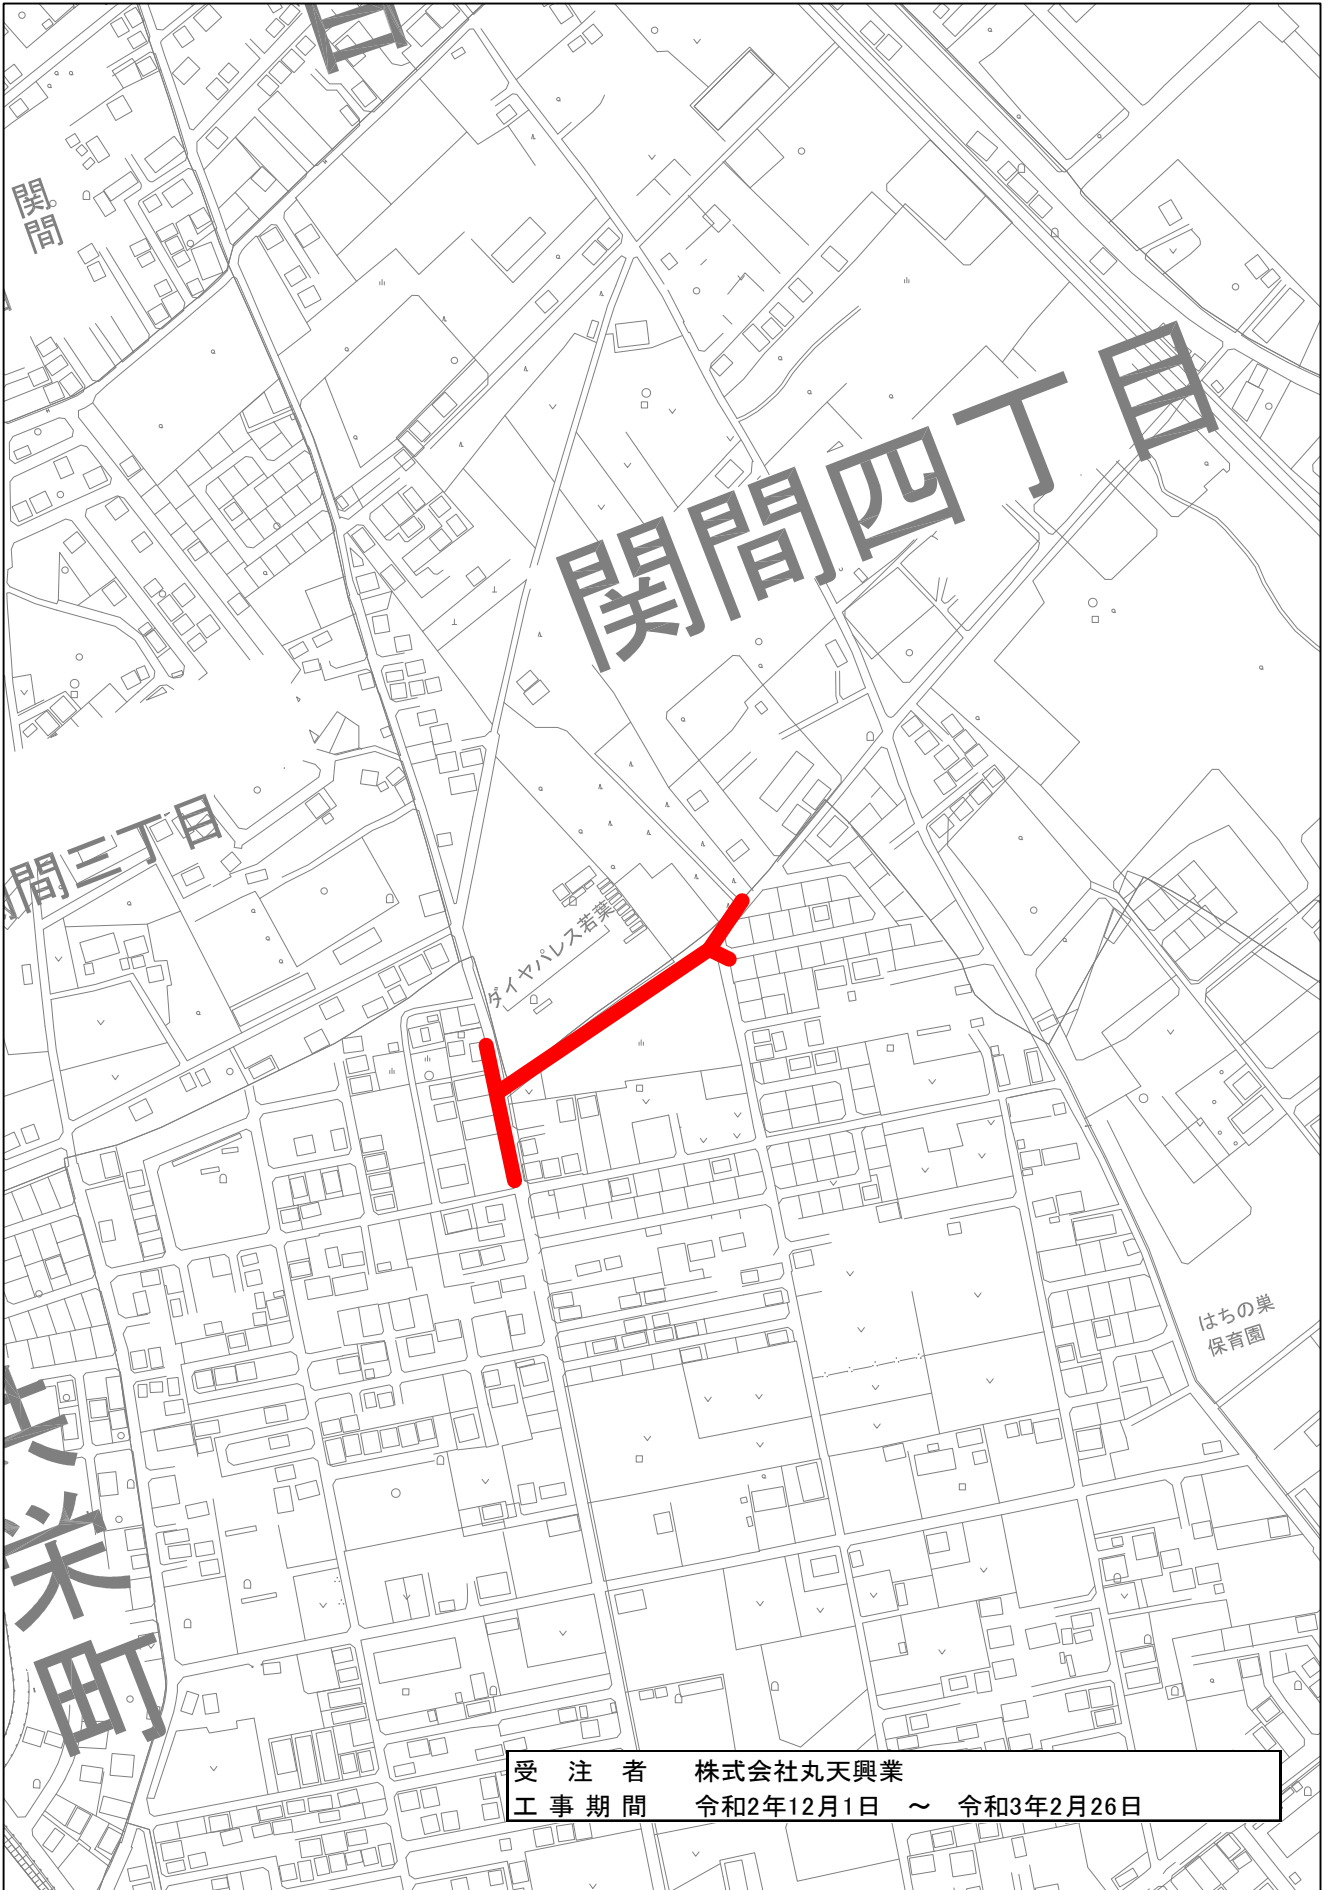 目
関間
関間四丁目
間三丁目
ダイヤパレス若葉
はちの巣
保育園
共栄町
受注者 株式会社丸天興業
工事期間 令和2年12月1日 ～ 令和3年2月26日